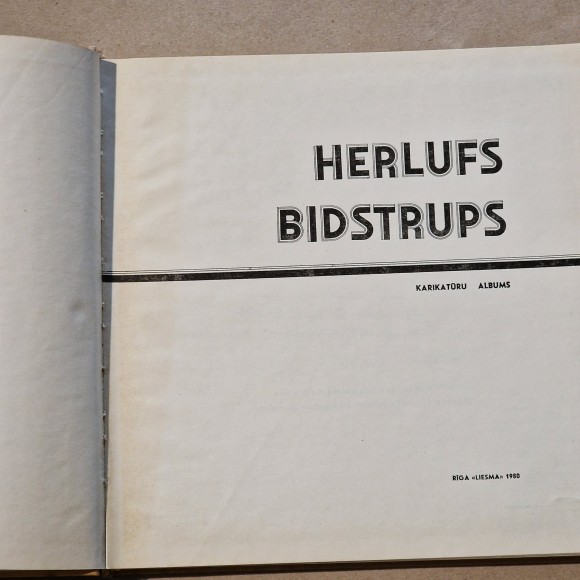 HERLUFS
BIDSTRUPS
KARIKATŪRU ALBUMS
RĪGA «LIESMA» 1980